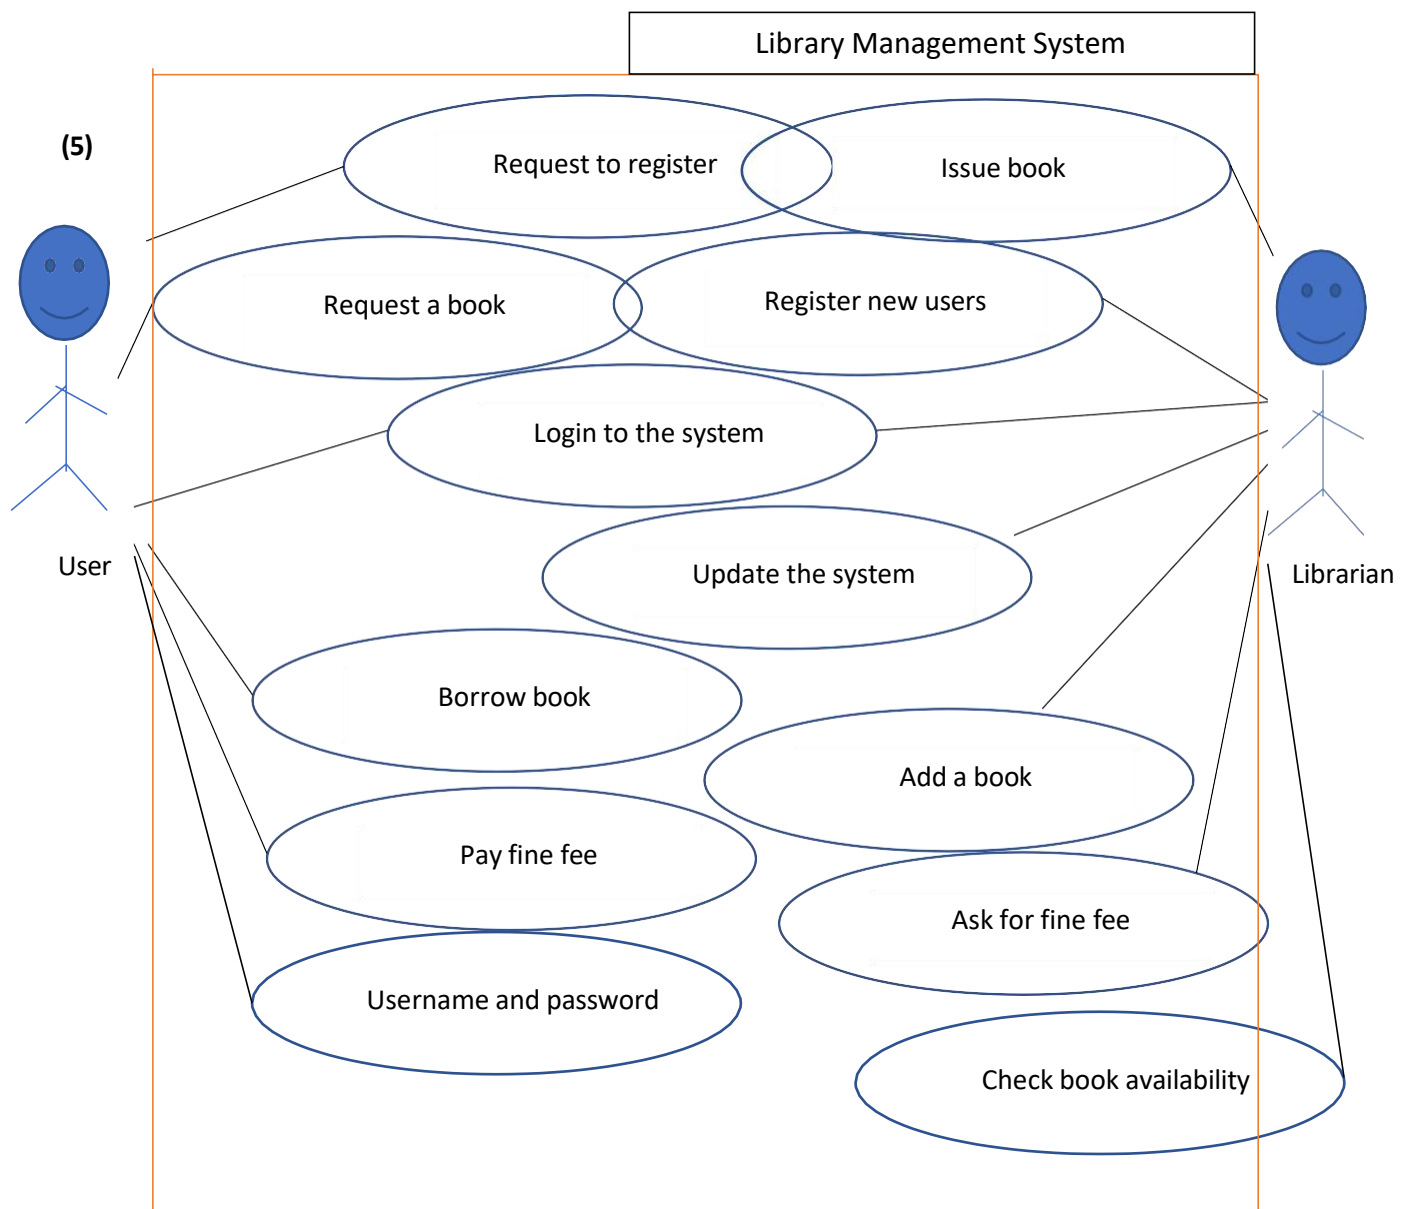 Library Management System
(5)
Request to register
Issue book
Request a book
Register new users
Login to the system
User
Update the system
Librarian
Borrow book
Add a book
Pay fine fee
Ask for fine fee
Username and password
Check book availability